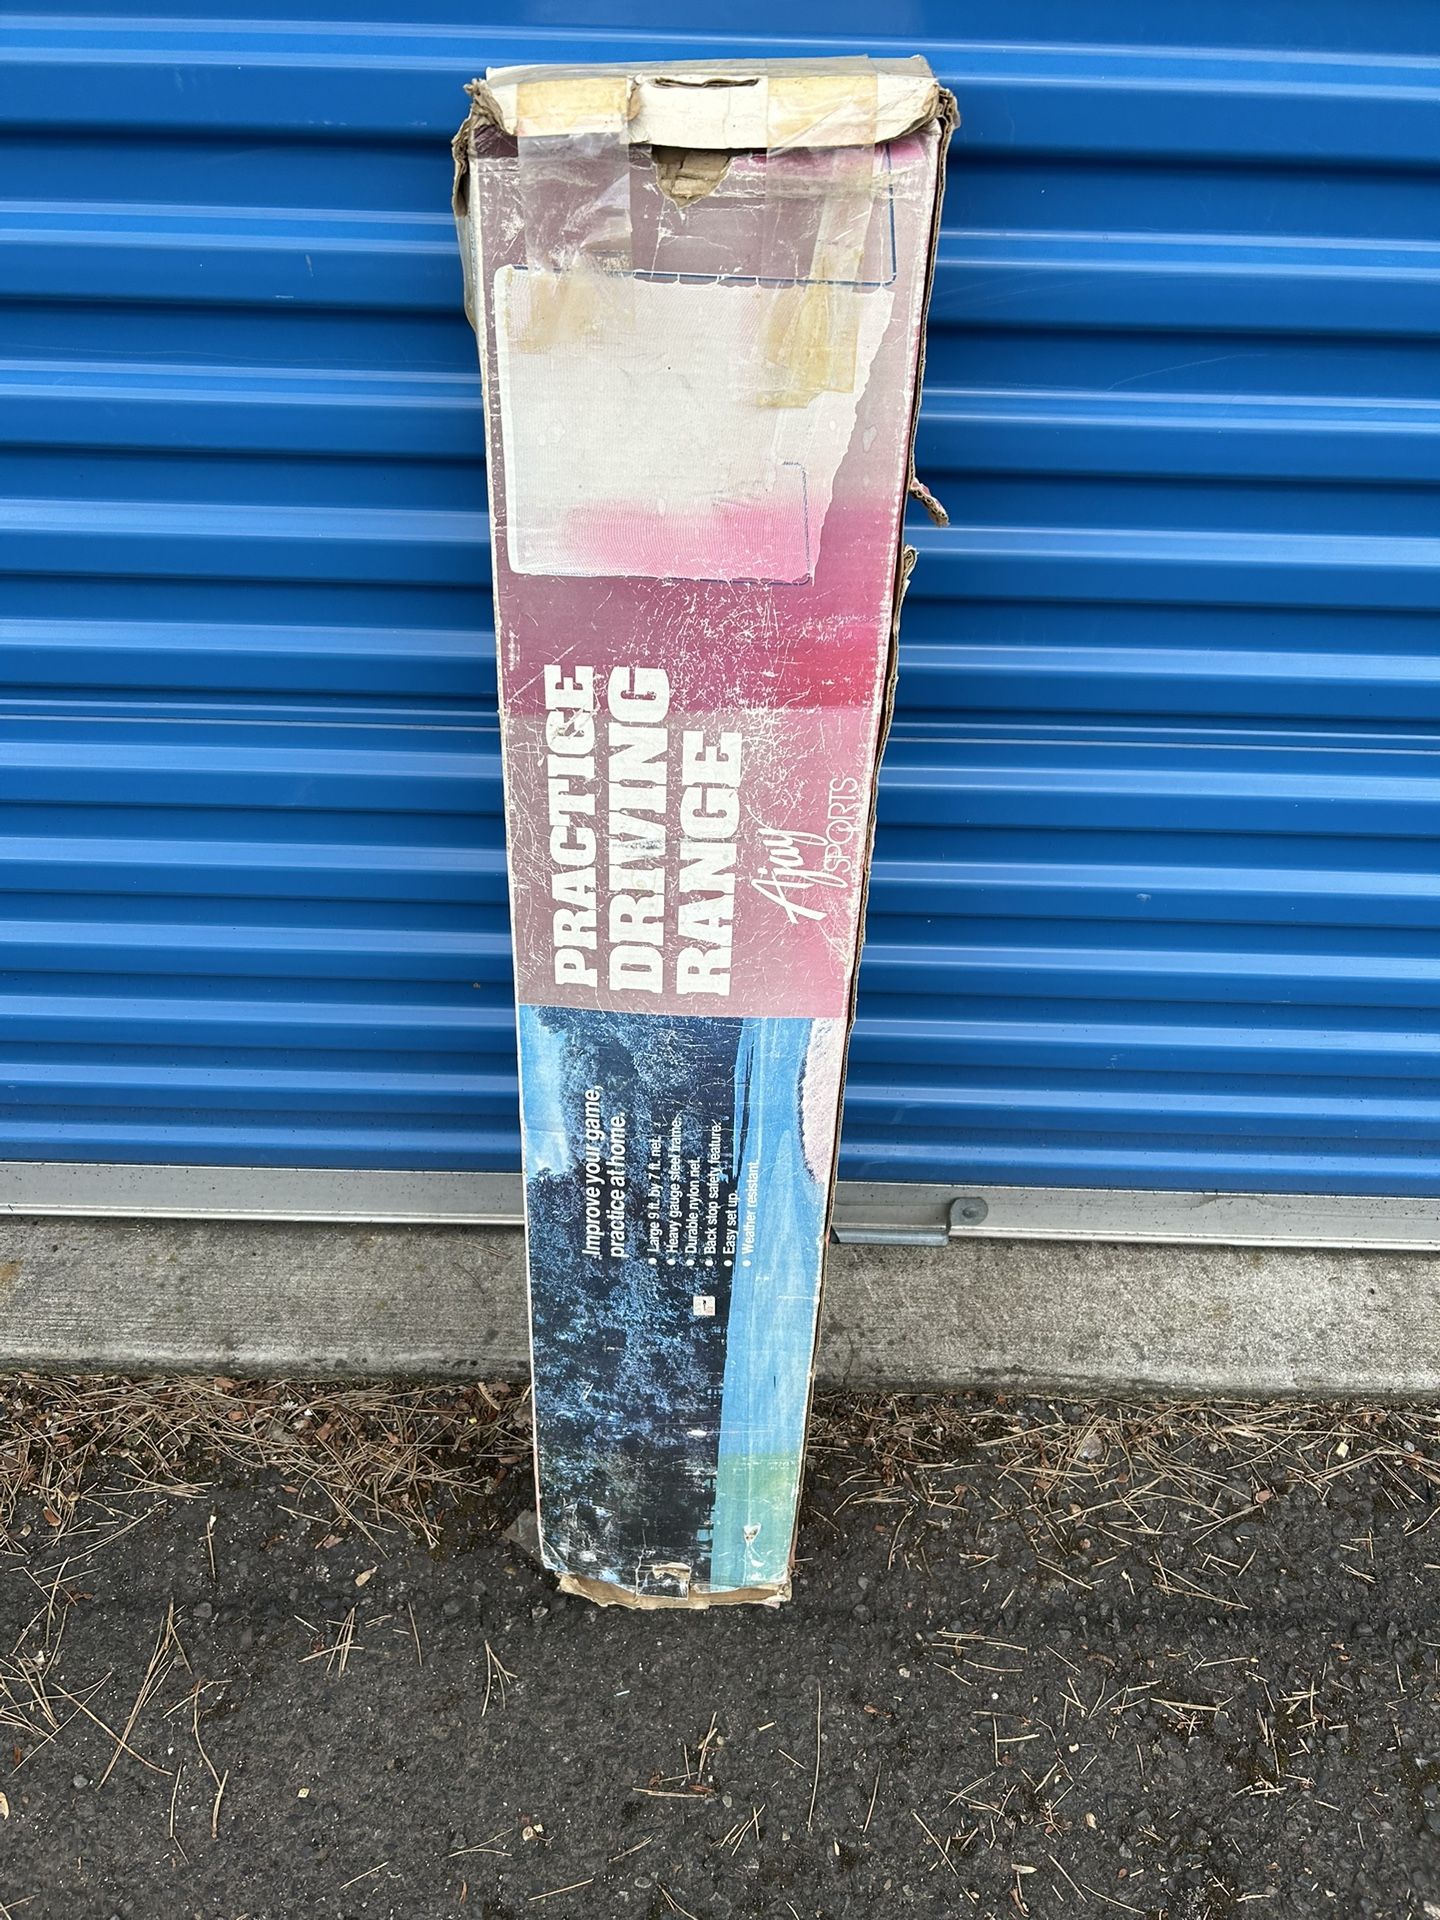 PRACTICE
DRIVING
RANGE
Ajay
SPORTS
Improve your game,
practice at home.
• Large 9 ft. by 7 ft. net.
• Heavy gauge steel frame.
• Durable nylon net.
• Back stop safety feature.
• Easy set up.
• Weather resistant.